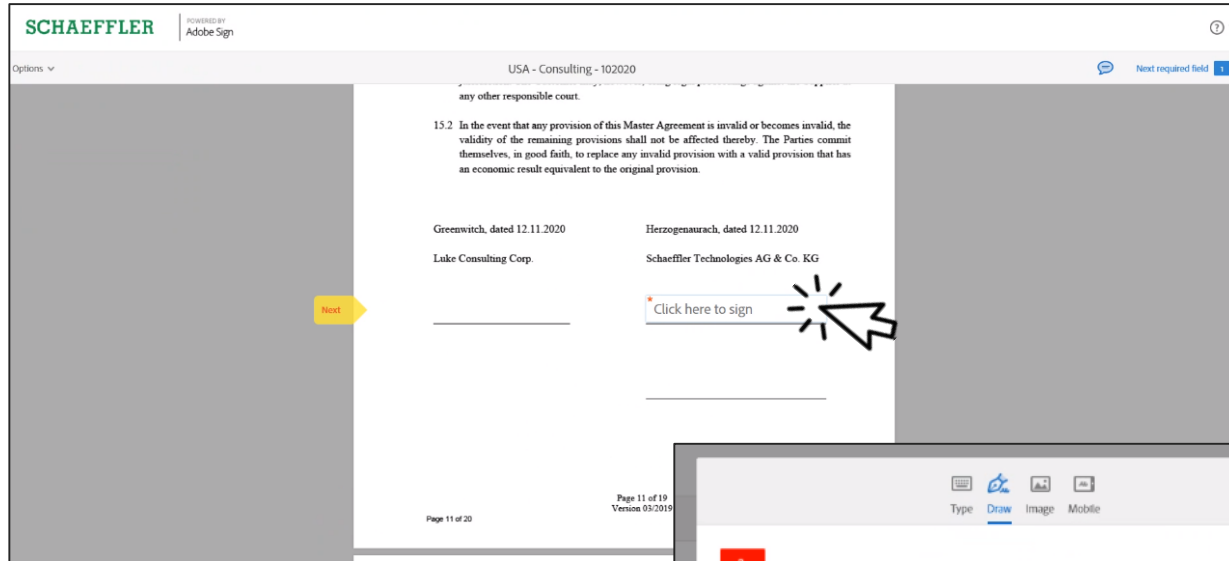 SCHAEFFLER
POWERED BY
Adobe Sign
Options
USA - Consulting - 102020
Next required field 1
any other responsible court.
15.2 In the event that any provision of this Master Agreement is invalid or becomes invalid, the
validity of the remaining provisions shall not be affected thereby. The Parties commit
themselves, in good faith, to replace any invalid provision with a valid provision that has
an economic result equivalent to the original provision.
Greenwitch, dated 12.11.2020
Herzogenaurach, dated 12.11.2020
Luke Consulting Corp.
Schaeffler Technologies AG & Co. KG
Next
* Click here to sign
Page 11 of 19
Version 03/2019
Page 11 of 20
Type Draw Image Mobile